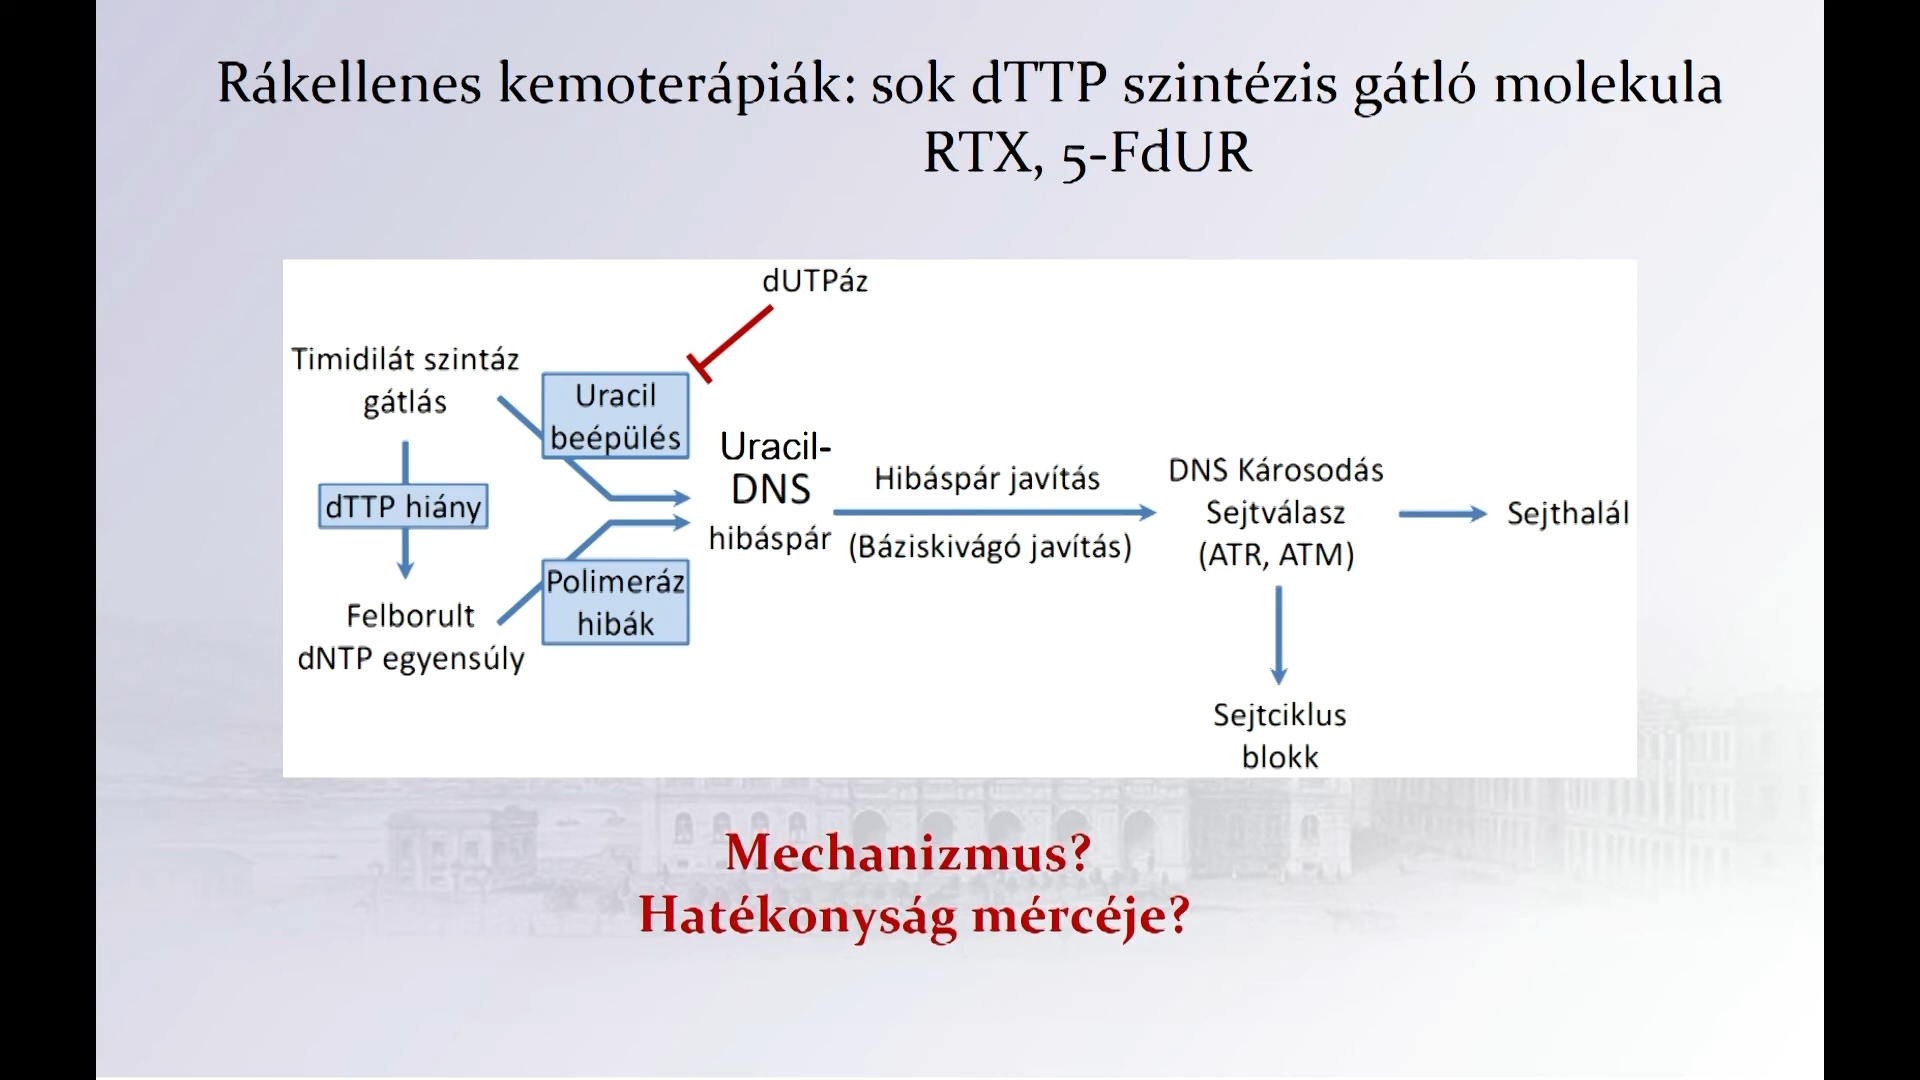 Rákellenes kemoterápiák: sok dTTP szintézis gátló molekula
RTX, 5-FdUR
dUTPáz
Timidilát szintáz
gátlás
Uracil
beépülés
dTTP hiány
Felborult
dNTP egyensúly
Polimeráz
hibák
Uracil-
DNS
hibáspár
Hibáspár javítás
(Báziskivágó javítás)
DNS Károsodás
Sejtválasz
(ATR, ATM)
Sejthalál
Sejtciklus
blokk
Mechanizmus?
Hatékonyság mércéje?